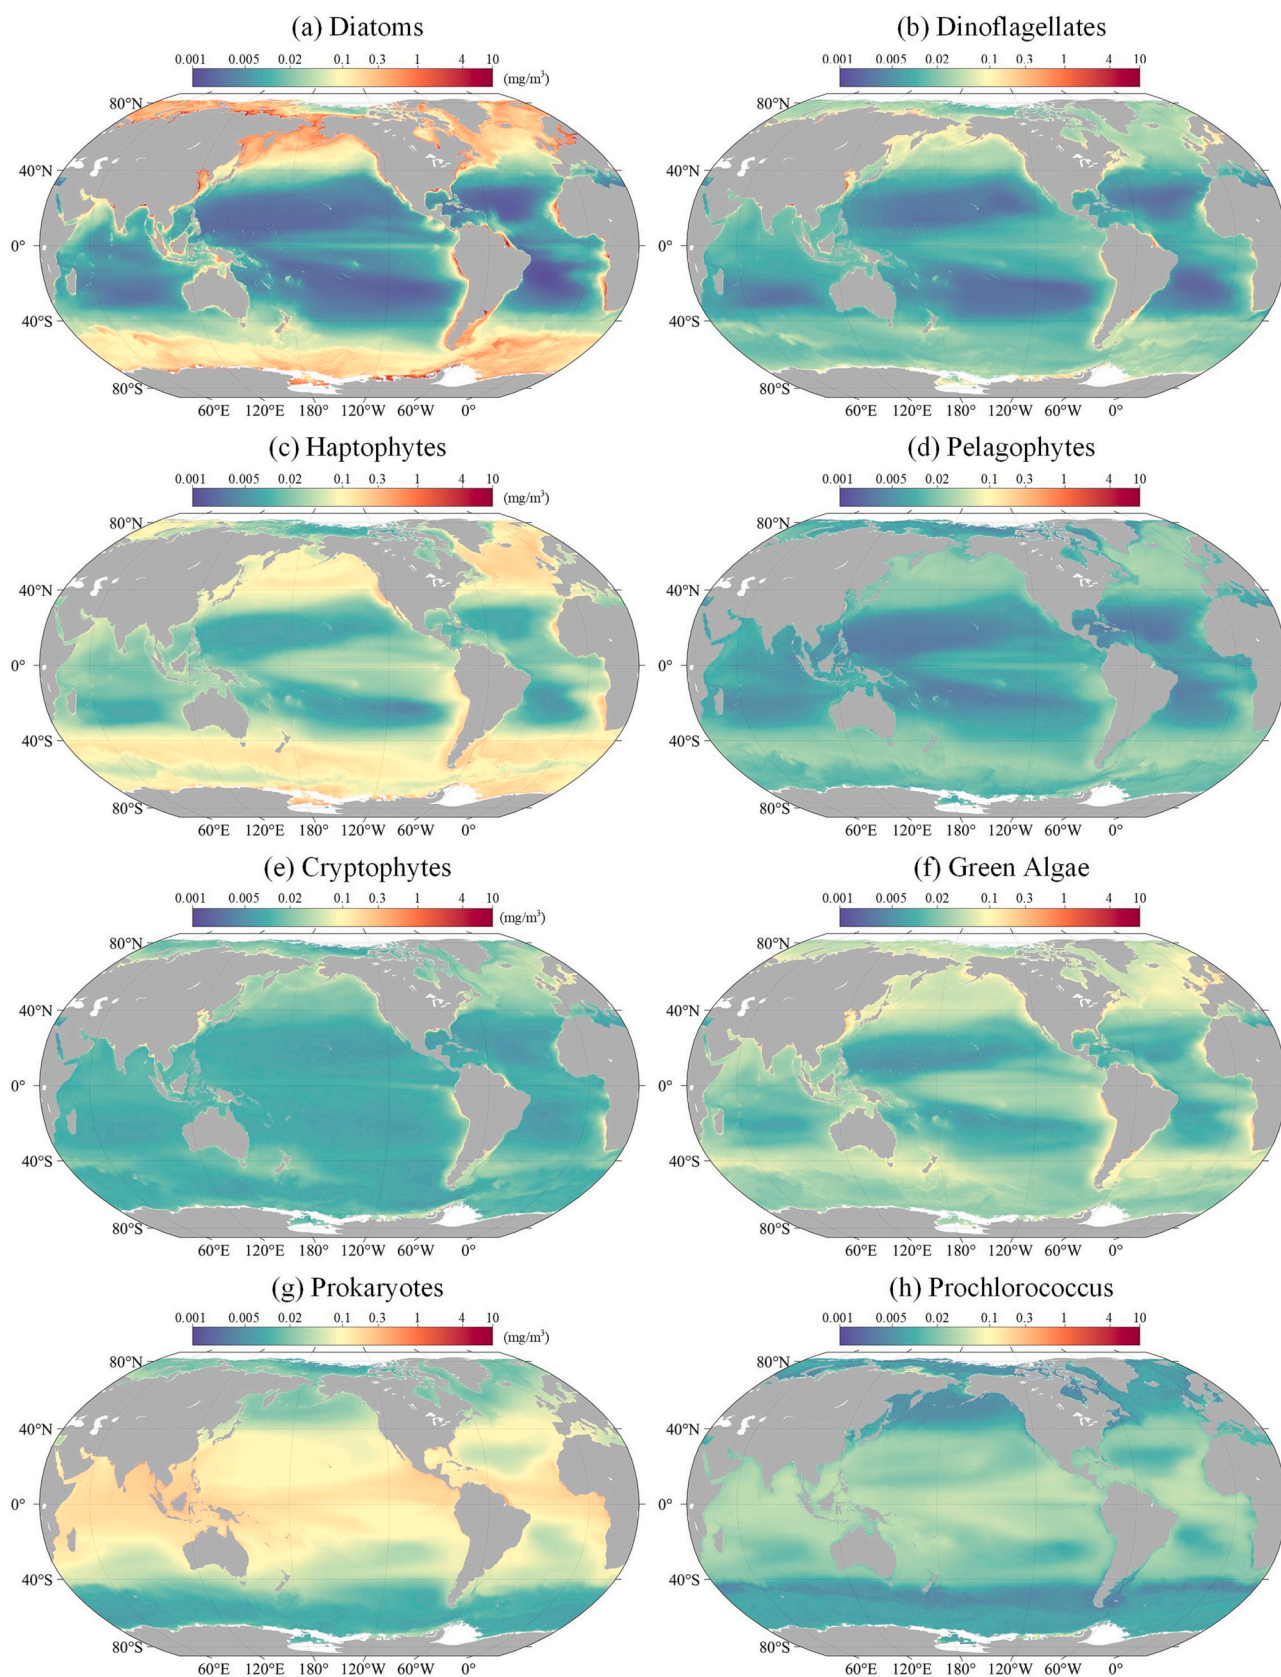 (a) Diatoms
(b) Dinoflagellates
0.001 0.005 0.02 0.1 0.3 1 4 10 (mg/m³)
0.001 0.005 0.02 0.1 0.3 1 4 10
80°N
40°N
0°
40°S
80°S
60°E 120°E 180° 120°W 60°W 0°
80°N
40°N
0°
40°S
80°S
60°E 120°E 180° 120°W 60°W 0°
(c) Haptophytes
(d) Pelagophytes
0.001 0.005 0.02 0.1 0.3 1 4 10 (mg/m³)
0.001 0.005 0.02 0.1 0.3 1 4 10
80°N
40°N
0°
40°S
80°S
60°E 120°E 180° 120°W 60°W 0°
80°N
40°N
0°
40°S
80°S
60°E 120°E 180° 120°W 60°W 0°
(e) Cryptophytes
(f) Green Algae
0.001 0.005 0.02 0.1 0.3 1 4 10 (mg/m³)
0.001 0.005 0.02 0.1 0.3 1 4 10
80°N
40°N
0°
40°S
80°S
60°E 120°E 180° 120°W 60°W 0°
80°N
40°N
0°
40°S
80°S
60°E 120°E 180° 120°W 60°W 0°
(g) Prokaryotes
(h) Prochlorococcus
0.001 0.005 0.02 0.1 0.3 1 4 10 (mg/m³)
0.001 0.005 0.02 0.1 0.3 1 4 10
80°N
40°N
0°
40°S
80°S
60°E 120°E 180° 120°W 60°W 0°
80°N
40°N
0°
40°S
80°S
60°E 120°E 180° 120°W 60°W 0°